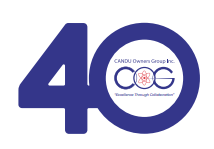 40
CANDU Owners Group Inc.
COG
"Excellence Through Collaboration"